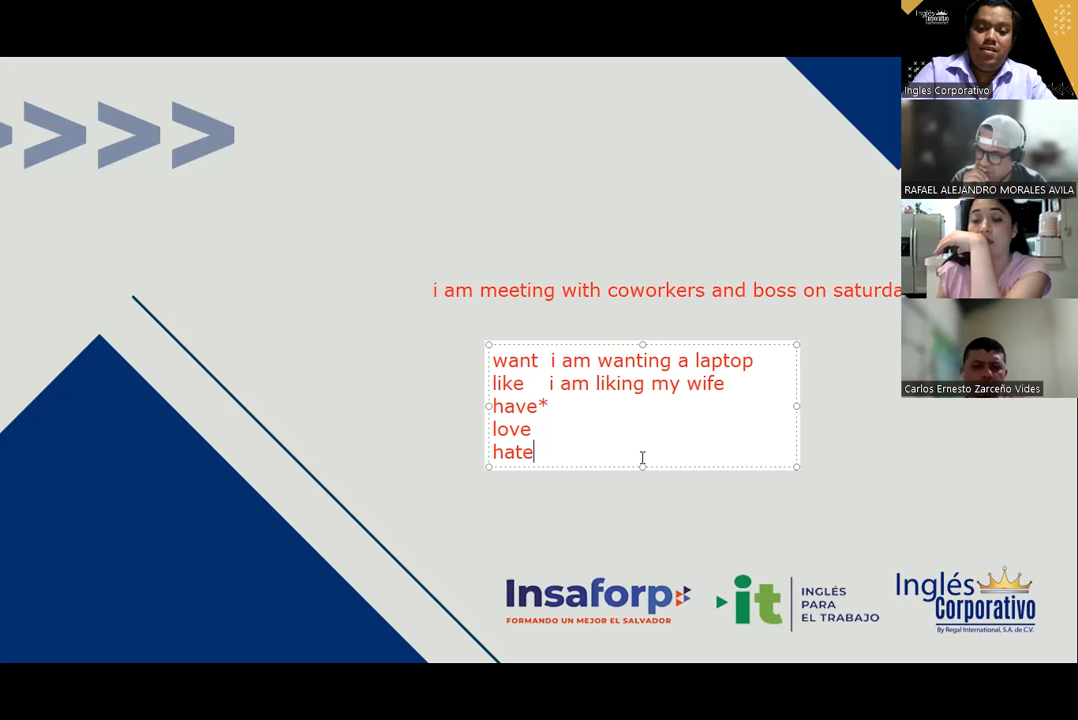 Inglés
Corporativo
Ingles Corporativo
RAFAEL ALEJANDRO MORALES AVILA
i am meeting with coworkers and boss on saturda
want i am wanting a laptop
like i am liking my wife
have*
love
hate
Carlos Ernesto Zarceño Vides
Insaforp
FORMANDO UN MEJOR EL SALVADOR
it
INGLÉS
PARA
EL TRABAJO
Inglés
Corporativo
By Regal International, S.A. de C.V.